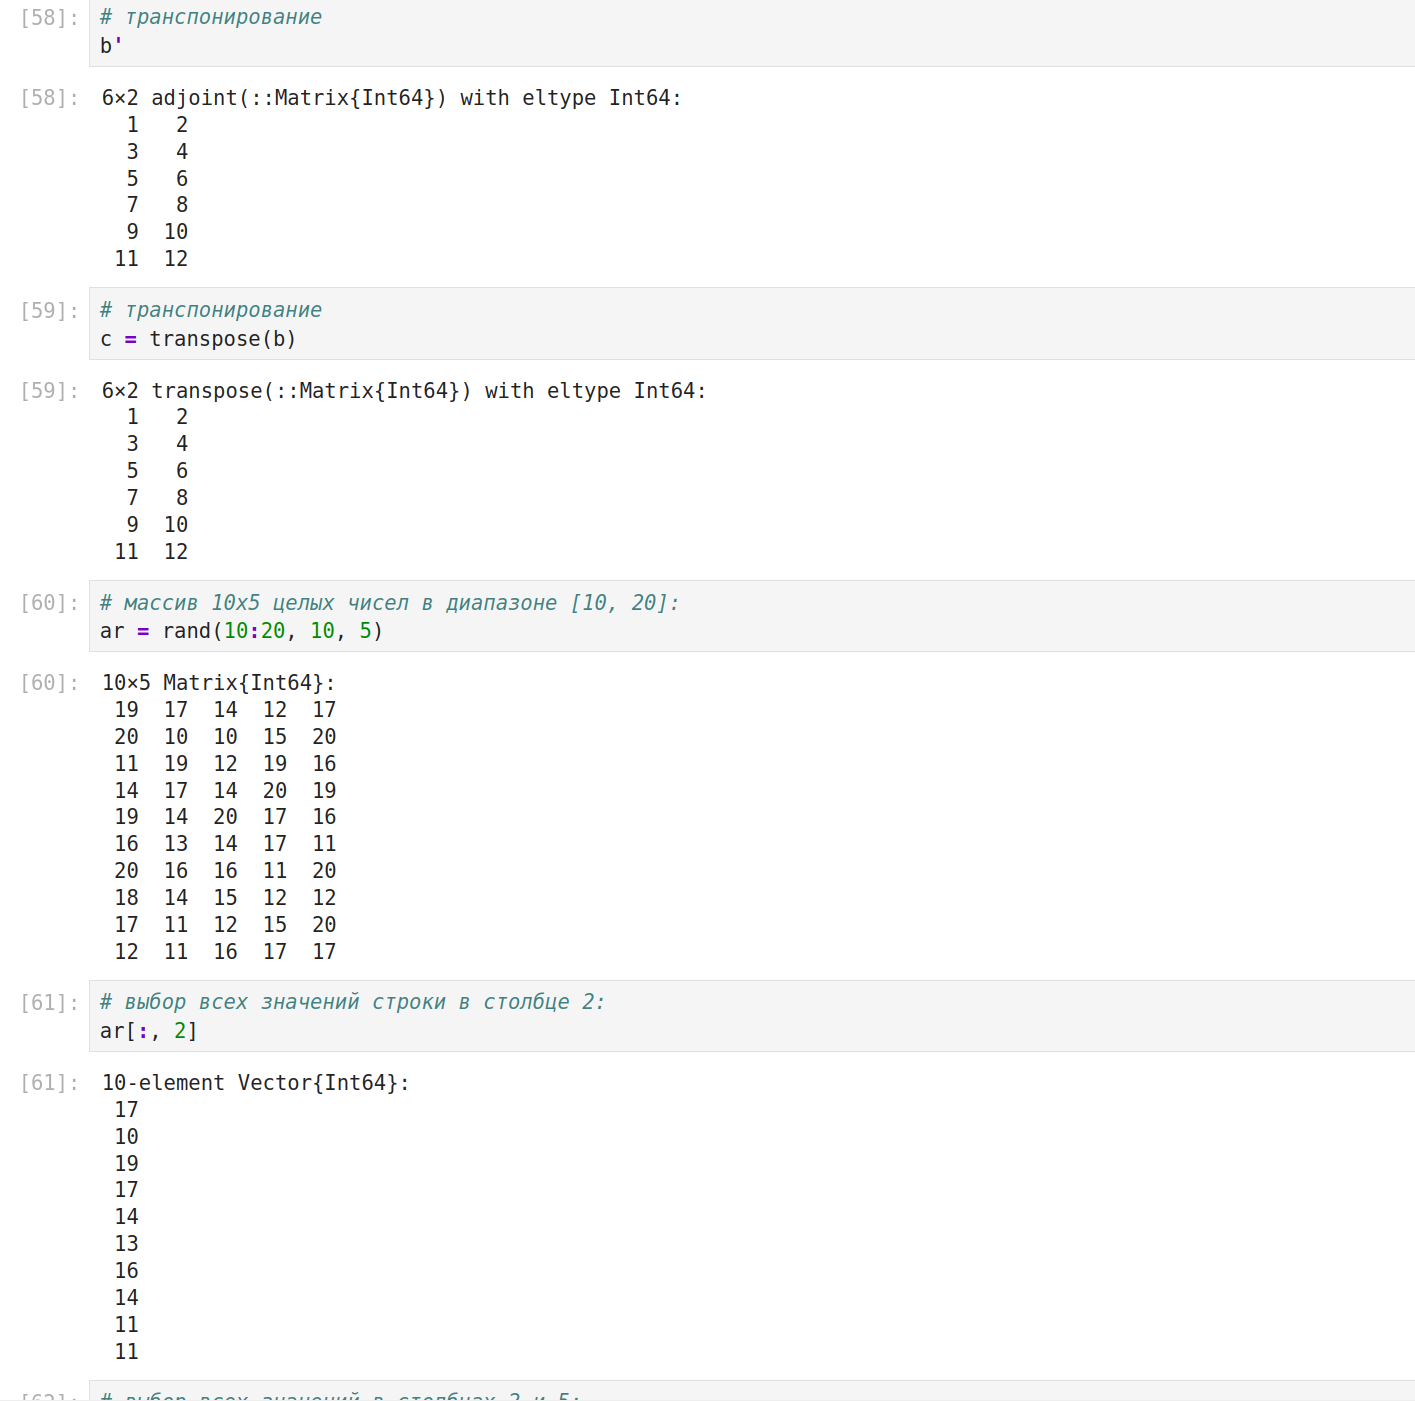 [58]: # транспонирование
b'
[58]: 6×2 adjoint(::Matrix{Int64}) with eltype Int64:
1 2
3 4
5 6
7 8
9 10
11 12
[59]: # транспонирование
c = transpose(b)
[59]: 6×2 transpose(::Matrix{Int64}) with eltype Int64:
1 2
3 4
5 6
7 8
9 10
11 12
[60]: # массив 10x5 целых чисел в диапазоне [10, 20]:
ar = rand(10:20, 10, 5)
[60]: 10×5 Matrix{Int64}:
19 17 14 12 17
20 10 10 15 20
11 19 12 19 16
14 17 14 20 19
19 14 20 17 16
16 13 14 17 11
20 16 16 11 20
18 14 15 12 12
17 11 12 15 20
12 11 16 17 17
[61]: # выбор всех значений строки в столбце 2:
ar[:, 2]
[61]: 10-element Vector{Int64}:
17
10
19
17
14
13
16
14
11
11
[62]: # выбор всех значений в столбцах 2 и 5: